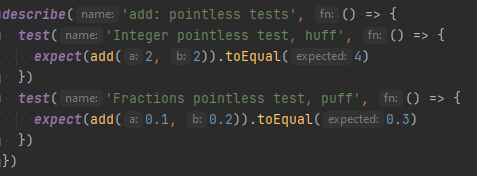 describe( name: 'add: pointless tests', fn: () => {
test( name: 'Integer pointless test, huff', fn: () => {
expect(add( a: 2, b: 2)).toEqual( expected: 4)
})
test( name: 'Fractions pointless test, puff', fn: () => {
expect(add( a: 0.1, b: 0.2)).toEqual( expected: 0.3)
})
})